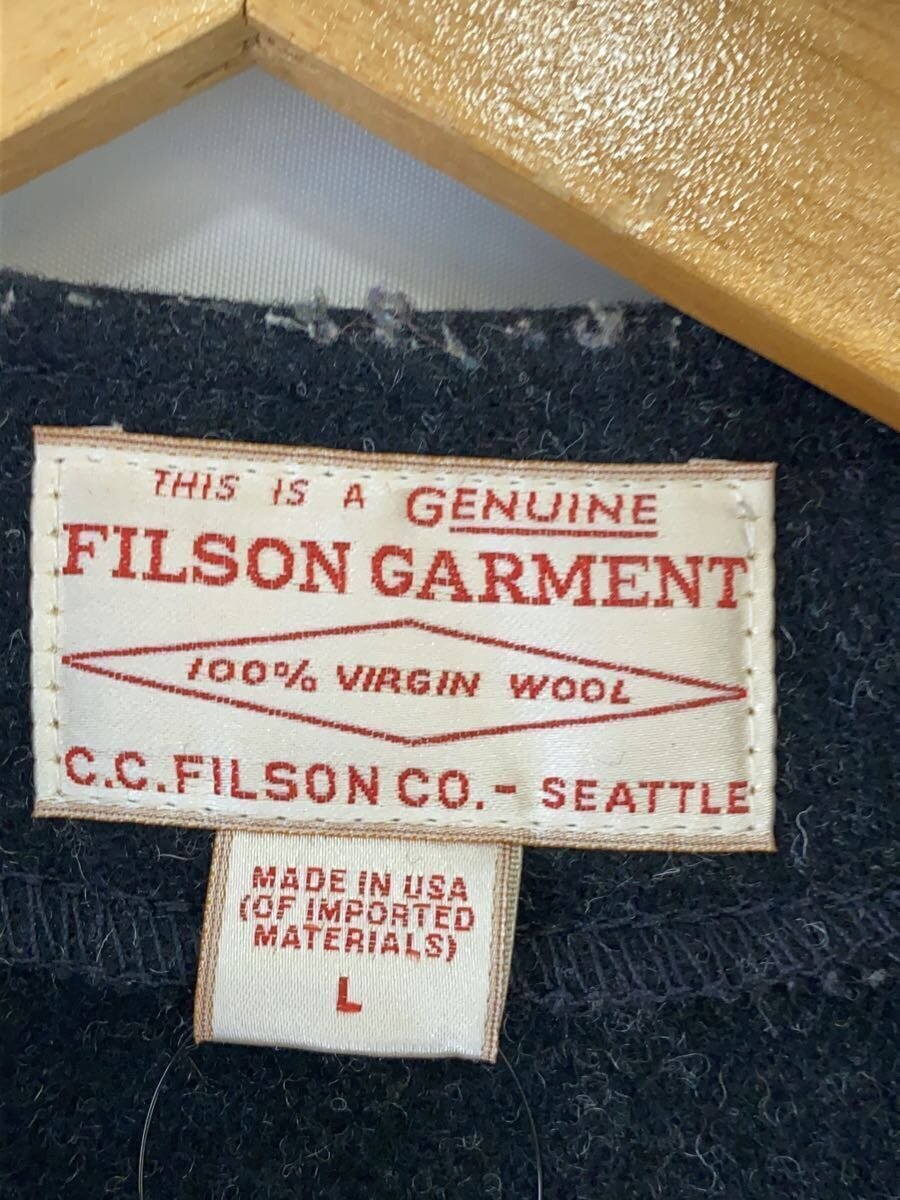 THIS IS A GENUINE
FILSON GARMENT
100% VIRGIN WOOL
C.C.FILSON CO.- SEATTLE
MADE IN USA
(OF IMPORTED
MATERIALS)
L